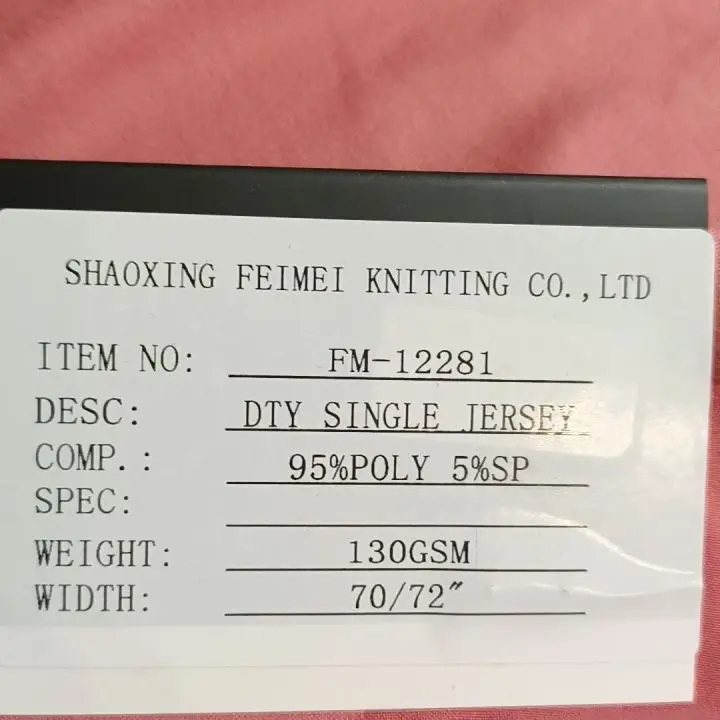 SHAOXING FEIMEI KNITTING CO.,LTD
ITEM NO: FM-12281
DESC: DTY SINGLE JERSEY
COMP.: 95%POLY 5%SP
SPEC:
WEIGHT: 130GSM
WIDTH: 70/72″